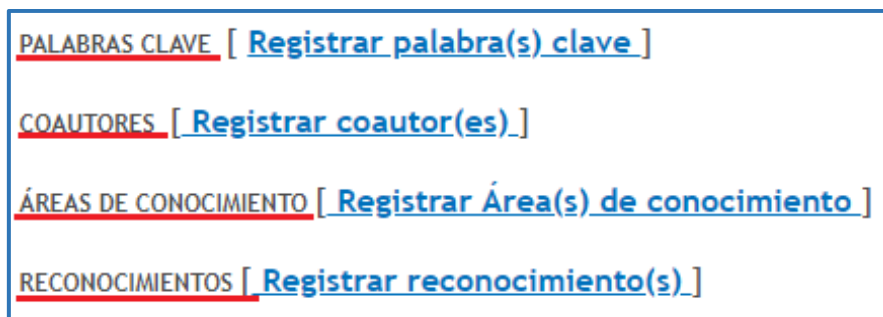 PALABRAS CLAVE [ Registrar palabra(s) clave ]
COAUTORES [ Registrar coautor(es) ]
ÁREAS DE CONOCIMIENTO [ Registrar Área(s) de conocimiento ]
RECONOCIMIENTOS [ Registrar reconocimiento(s) ]